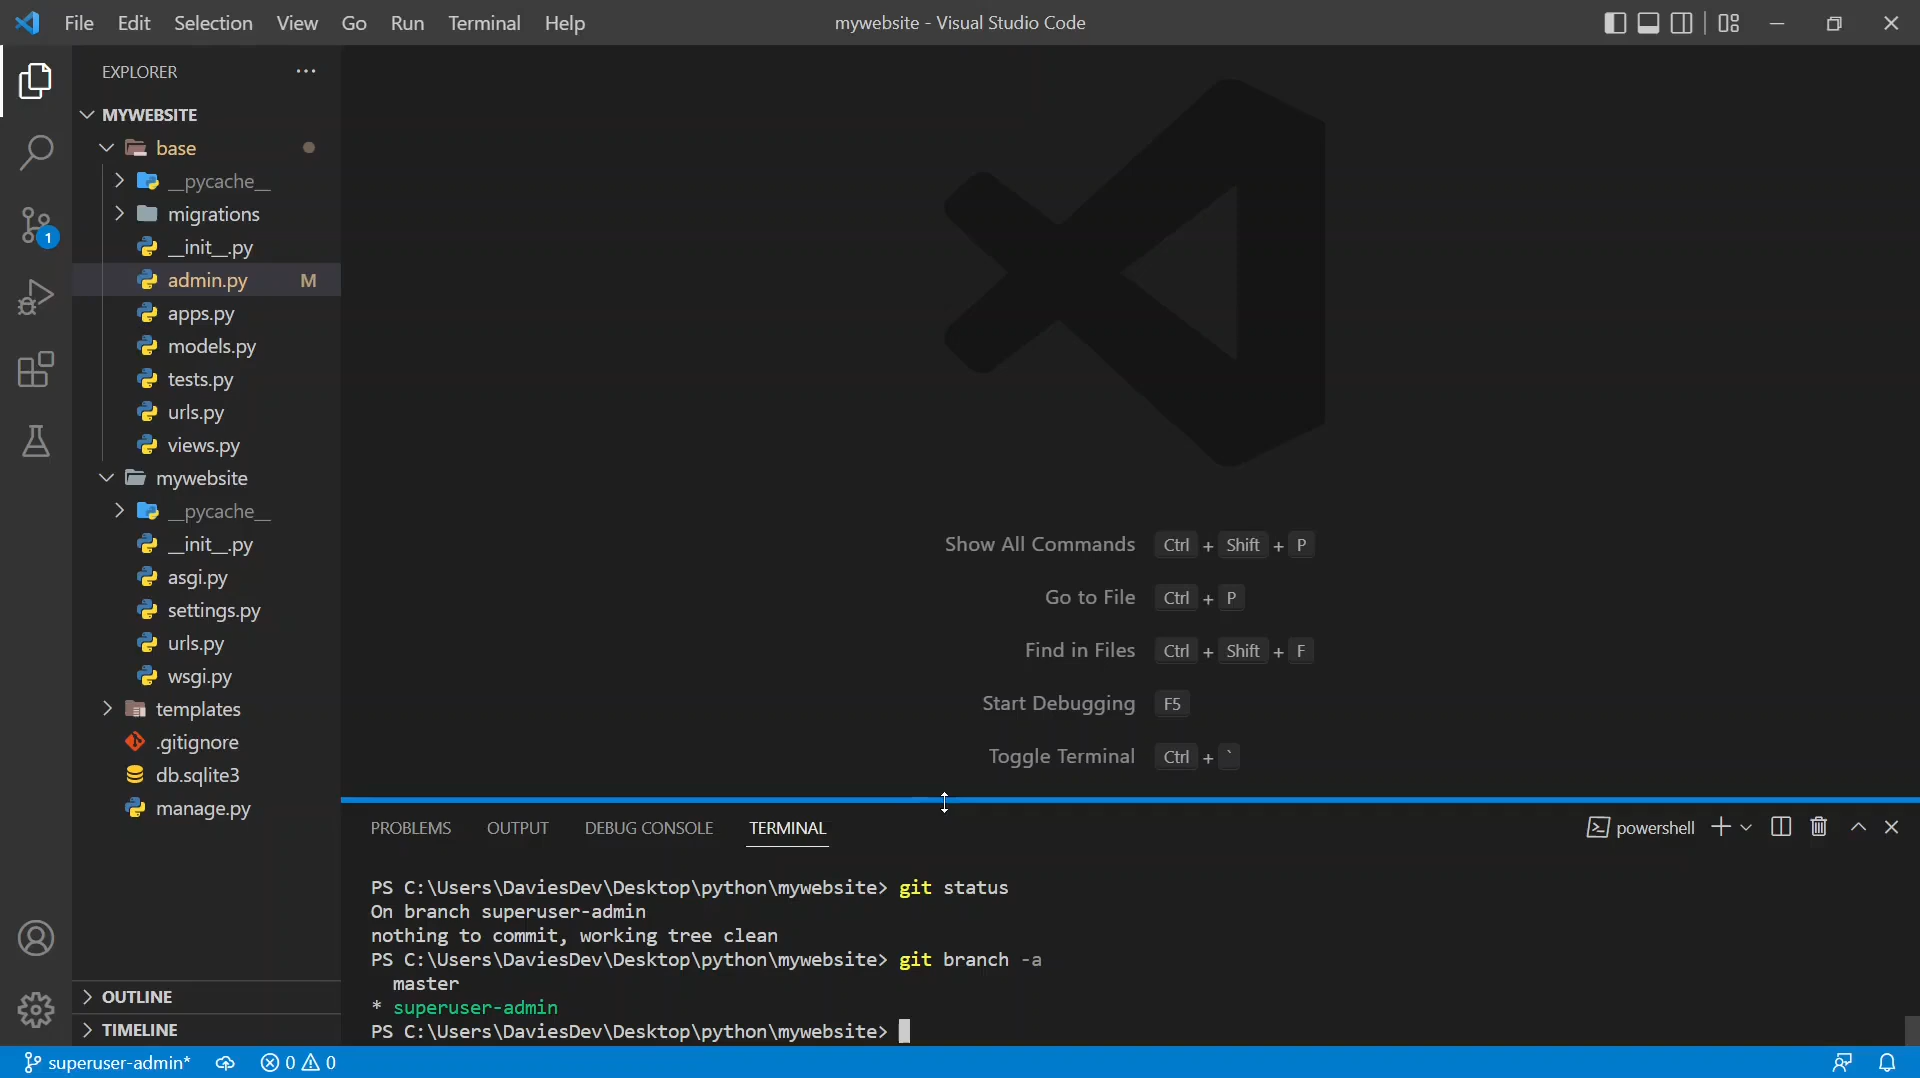 File Edit Selection View Go Run Terminal Help
mywebsite - Visual Studio Code
EXPLORER
MYWEBSITE
base
__pycache__
migrations
__init__.py
admin.py M
apps.py
models.py
tests.py
urls.py
views.py
mywebsite
__pycache__
__init__.py
asgi.py
settings.py
urls.py
wsgi.py
templates
.gitignore
db.sqlite3
manage.py
OUTLINE
TIMELINE
1
Show All Commands Ctrl + Shift + P
Go to File Ctrl + P
Find in Files Ctrl + Shift + F
Start Debugging F5
Toggle Terminal Ctrl + `
PROBLEMS OUTPUT DEBUG CONSOLE TERMINAL
powershell
PS C:\Users\DaviesDev\Desktop\python\mywebsite> git status
On branch superuser-admin
nothing to commit, working tree clean
PS C:\Users\DaviesDev\Desktop\python\mywebsite> git branch -a
master
* superuser-admin
PS C:\Users\DaviesDev\Desktop\python\mywebsite>
superuser-admin* 0 0